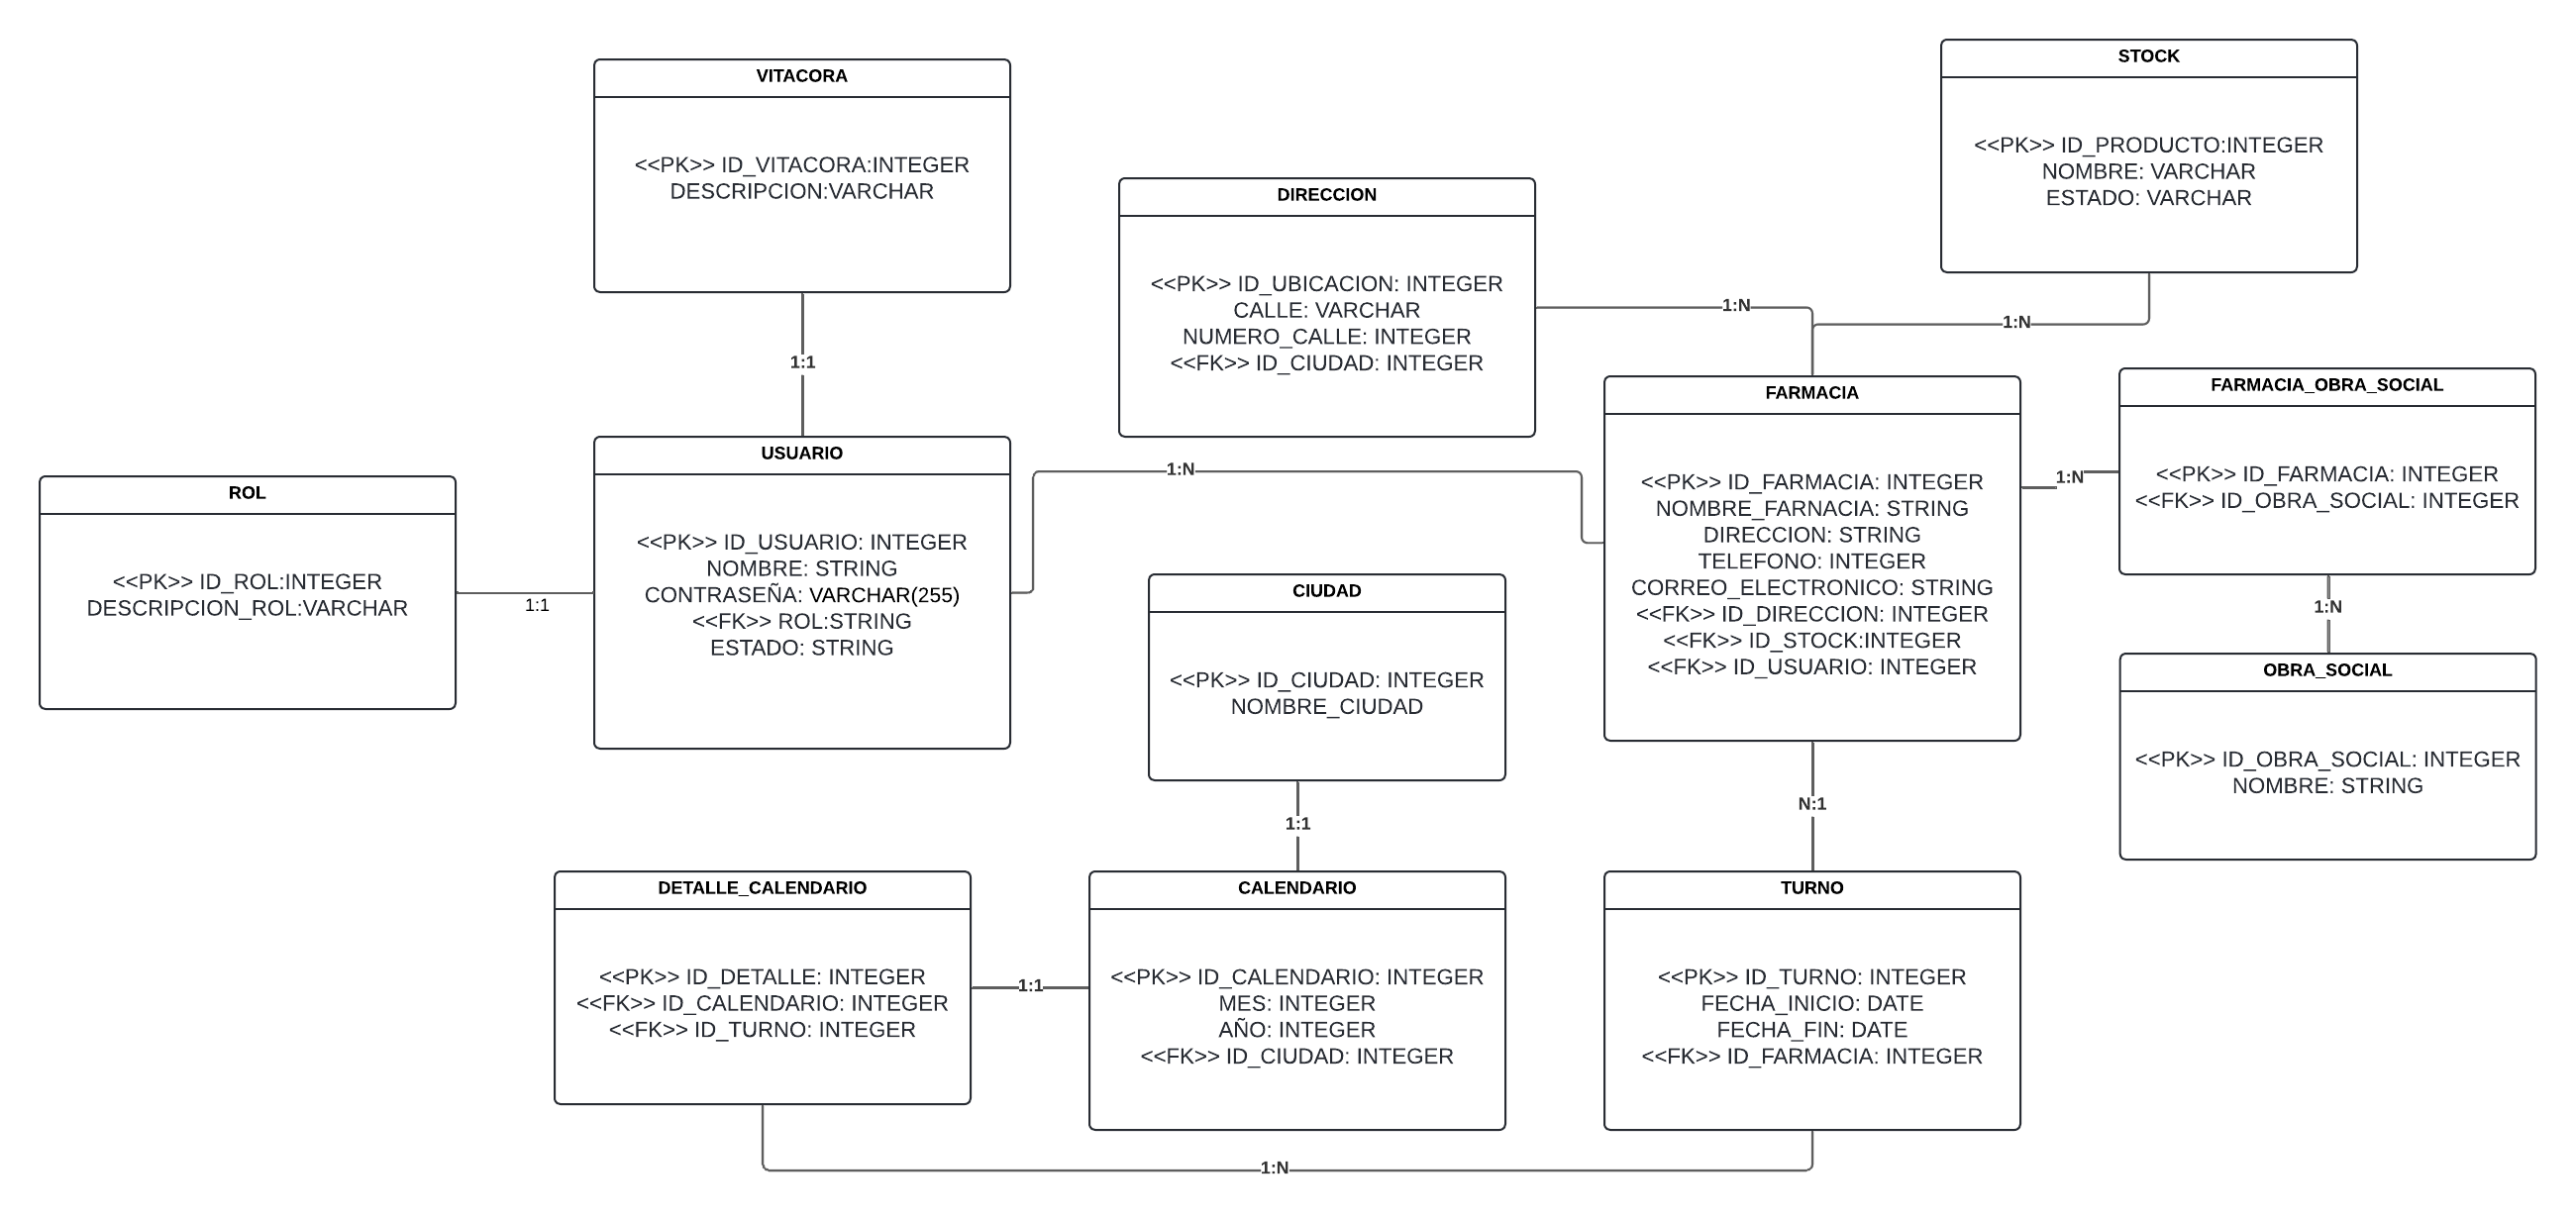 VITACORA
<<PK>> ID_VITACORA:INTEGER
DESCRIPCION:VARCHAR
1:1
STOCK
<<PK>> ID_PRODUCTO:INTEGER
NOMBRE: VARCHAR
ESTADO: VARCHAR
1:N
DIRECCION
<<PK>> ID_UBICACION: INTEGER
CALLE: VARCHAR
NUMERO_CALLE: INTEGER
<<FK>> ID_CIUDAD: INTEGER
1:N
ROL
<<PK>> ID_ROL:INTEGER
DESCRIPCION_ROL:VARCHAR
1:1
USUARIO
<<PK>> ID_USUARIO: INTEGER
NOMBRE: STRING
CONTRASEÑA: VARCHAR(255)
<<FK>> ROL:STRING
ESTADO: STRING
1:N
FARMACIA
<<PK>> ID_FARMACIA: INTEGER
NOMBRE_FARNACIA: STRING
DIRECCION: STRING
TELEFONO: INTEGER
CORREO_ELECTRONICO: STRING
<<FK>> ID_DIRECCION: INTEGER
<<FK>> ID_STOCK:INTEGER
<<FK>> ID_USUARIO: INTEGER
1:N
FARMACIA_OBRA_SOCIAL
<<PK>> ID_FARMACIA: INTEGER
<<FK>> ID_OBRA_SOCIAL: INTEGER
1:N
OBRA_SOCIAL
<<PK>> ID_OBRA_SOCIAL: INTEGER
NOMBRE: STRING
CIUDAD
<<PK>> ID_CIUDAD: INTEGER
NOMBRE_CIUDAD
1:1
N:1
DETALLE_CALENDARIO
<<PK>> ID_DETALLE: INTEGER
<<FK>> ID_CALENDARIO: INTEGER
<<FK>> ID_TURNO: INTEGER
1:1
CALENDARIO
<<PK>> ID_CALENDARIO: INTEGER
MES: INTEGER
AÑO: INTEGER
<<FK>> ID_CIUDAD: INTEGER
TURNO
<<PK>> ID_TURNO: INTEGER
FECHA_INICIO: DATE
FECHA_FIN: DATE
<<FK>> ID_FARMACIA: INTEGER
1:N